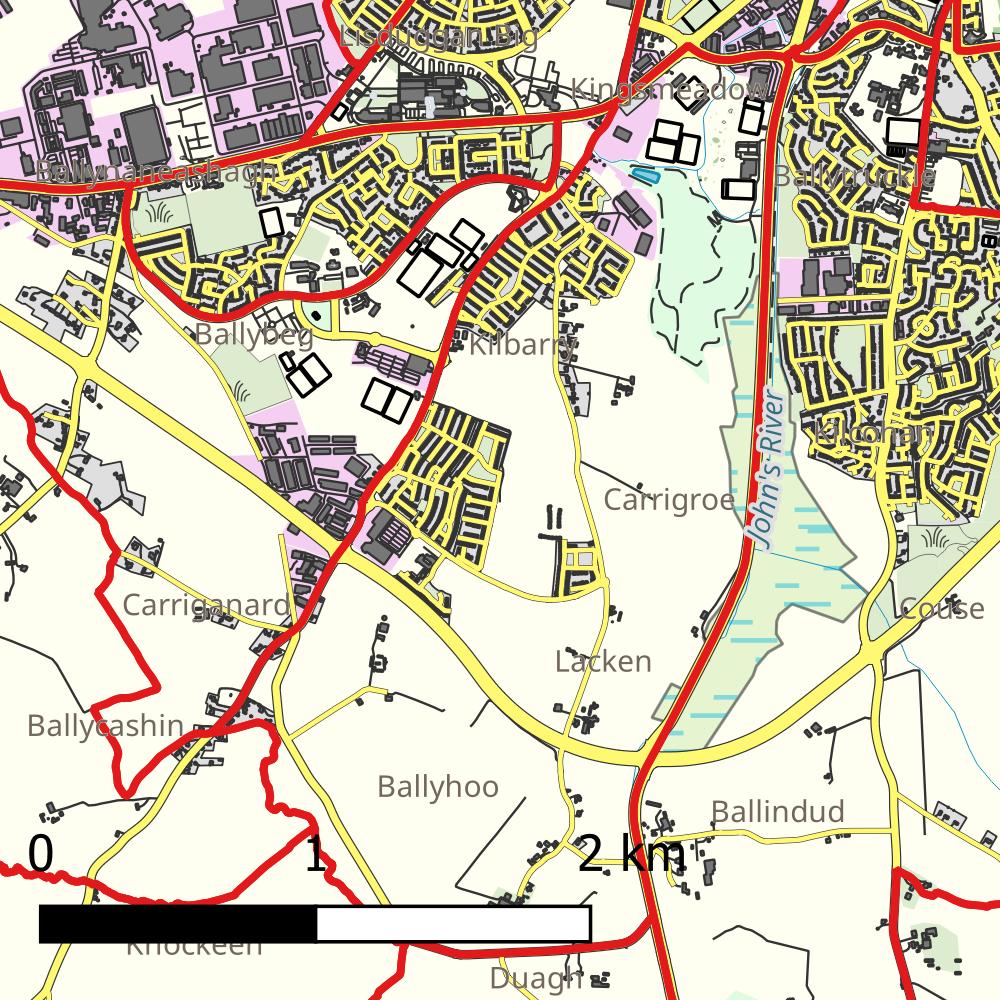 Lisduggan Big
Kingsmeadow
Ballynaneashagh
Ballytruckle
Ballybeg
Kilbarry
John's River
Kilcohan
Carrigroe
Carriganard
Couse
Lacken
Ballycashin
Ballyhoo
Ballindud
0 1 2 km
Knockeen
Duagh